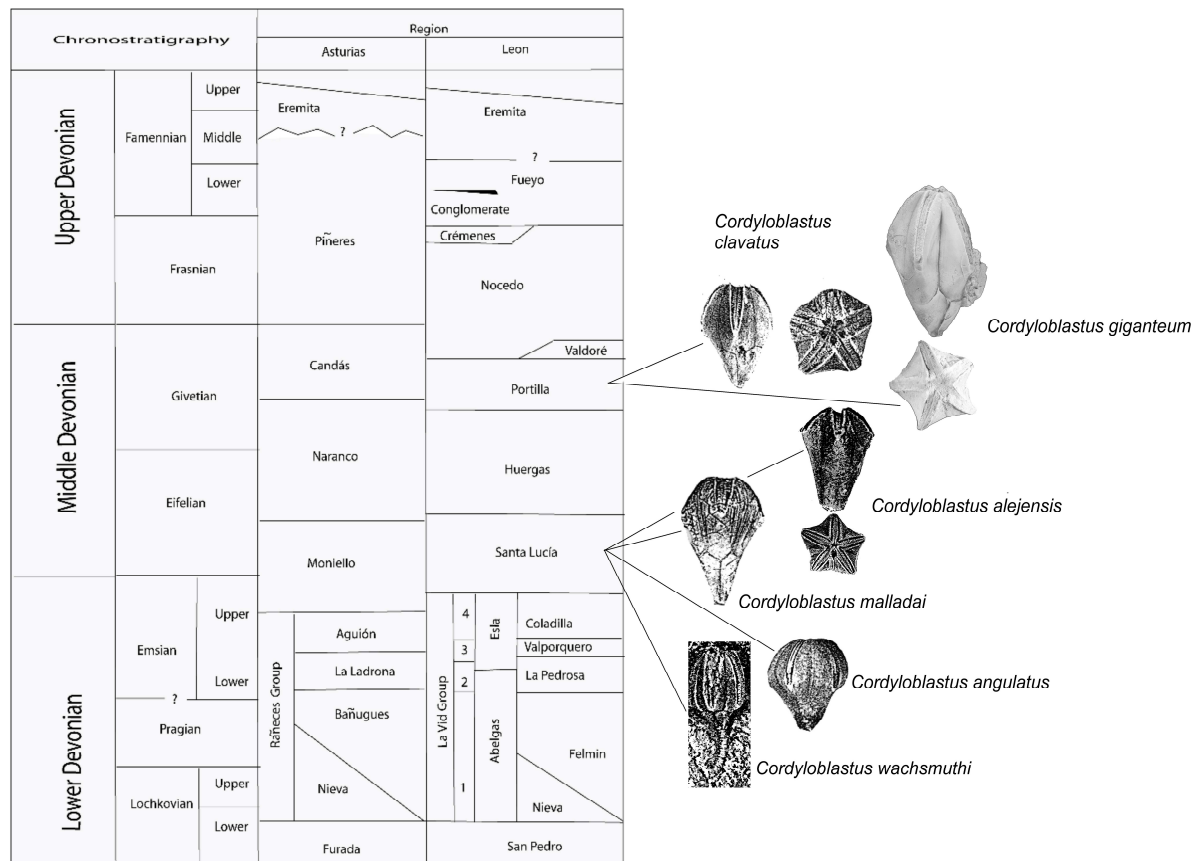 Chronostratigraphy
Region
Asturias
Leon
Upper Devonian
Famennian
Upper
Middle
Lower
Frasnian
Middle Devonian
Givetian
Eifelian
Lower Devonian
Emsian
Upper
Lower
?
Pragian
Lochkovian
Upper
Lower
Eremita
?
Piñeres
Candás
Naranco
Moniello
Rañeces Group
Aguión
La Ladrona
Bañugues
Nieva
Furada
Eremita
?
Fueyo
Conglomerate
Crémenes
Nocedo
Valdoré
Portilla
Huergas
Santa Lucía
La Vid Group
4
3
2
1
Esla
Abelgas
Coladilla
Valporquero
La Pedrosa
Felmin
Nieva
San Pedro
Cordyloblastus
clavatus
Cordyloblastus giganteum
Cordyloblastus alejensis
Cordyloblastus malladai
Cordyloblastus angulatus
Cordyloblastus wachsmuthi